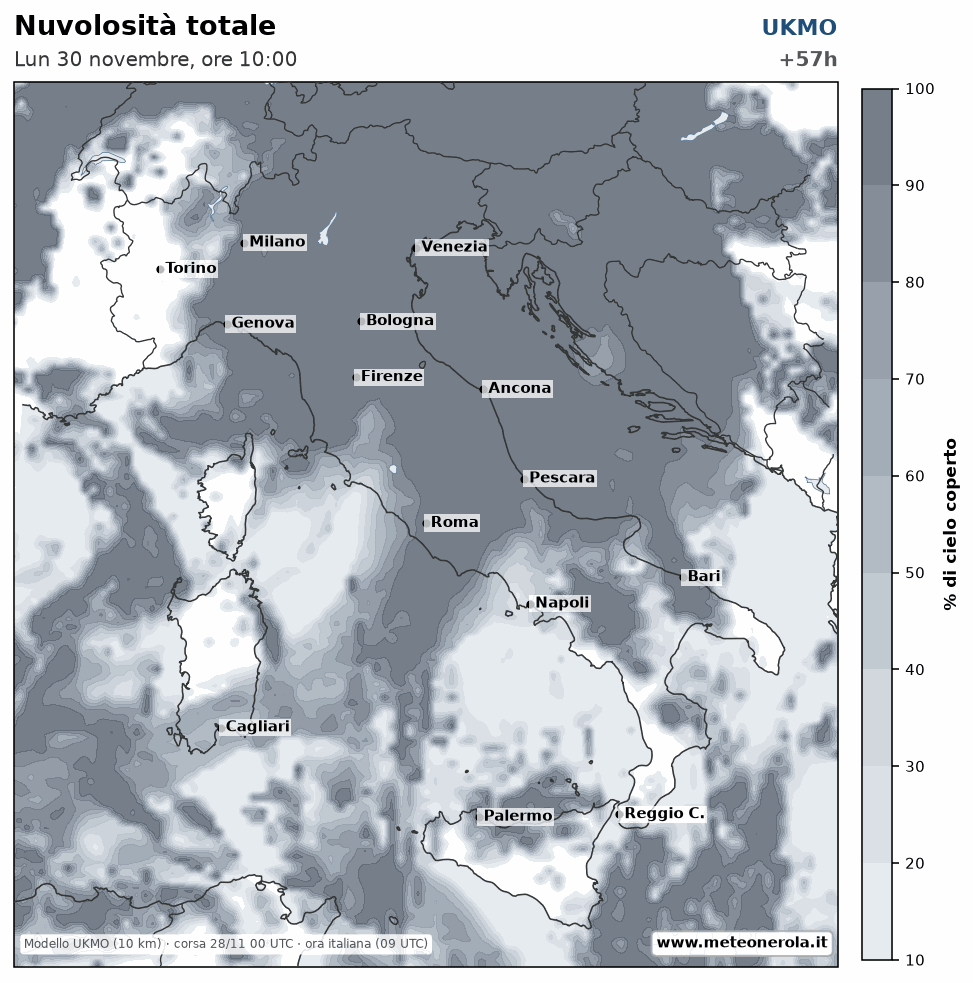 Nuvolosità totale
UKMO
Lun 30 novembre, ore 10:00
+57h
100
90
80
70
60
50
40
30
20
10
% di cielo coperto
Milano
Venezia
Torino
Genova
Bologna
Firenze
Ancona
Pescara
Roma
Bari
Napoli
Cagliari
Palermo
Reggio C.
Modello UKMO (10 km) · corsa 28/11 00 UTC · ora italiana (09 UTC)
www.meteonerola.it